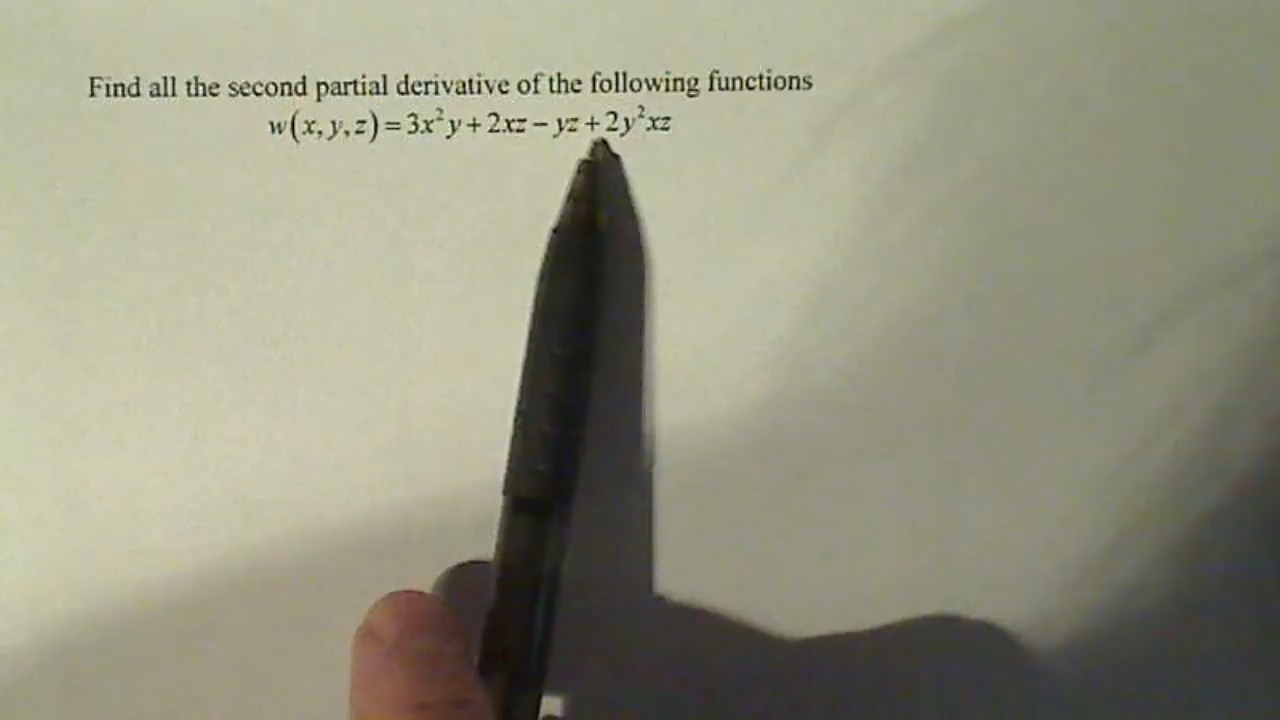 Find all the second partial derivative of the following functions
w(x,y,z)=3x²y+2xz−yz+2y²xz